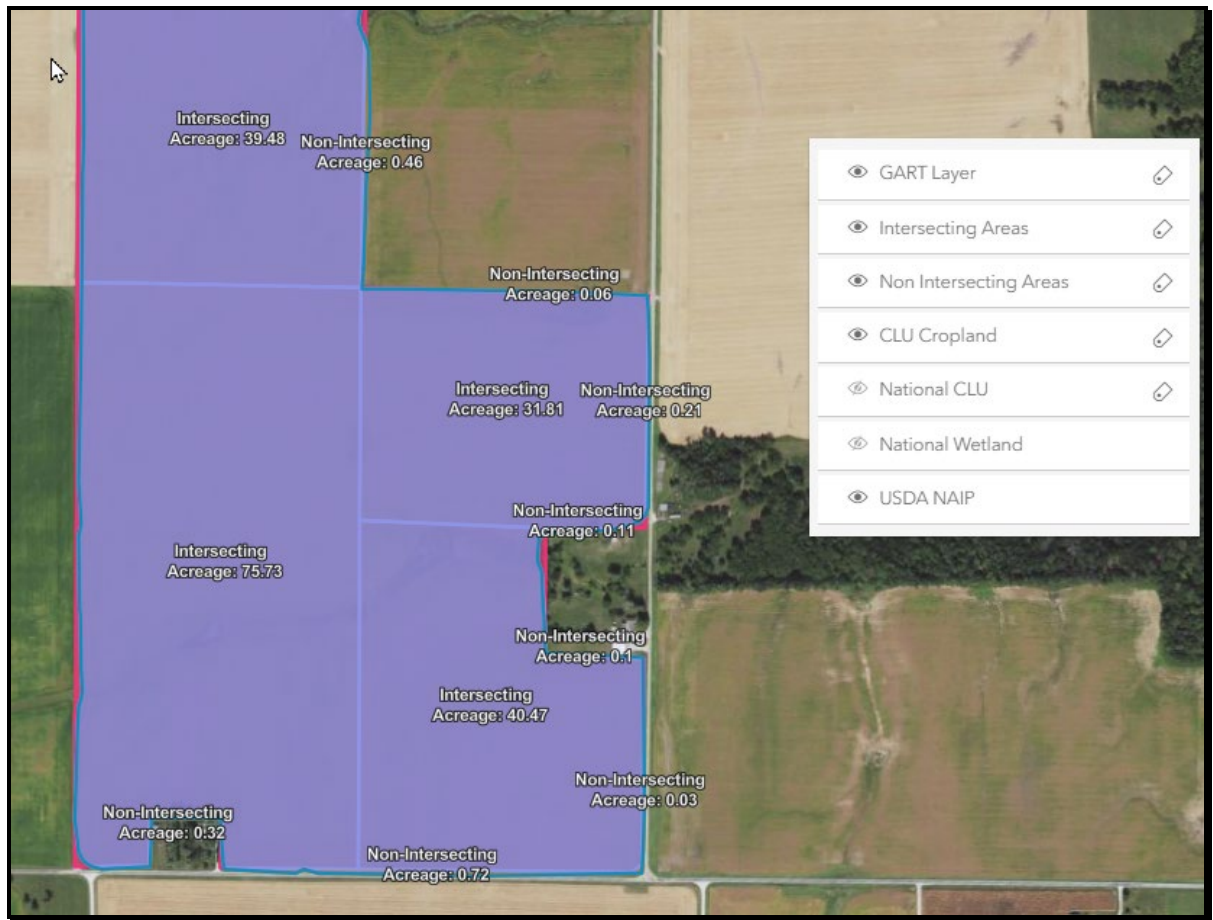 Intersecting
Acreage: 39.48
Non-Intersecting
Acreage: 0.46
Non-Intersecting
Acreage: 0.06
Intersecting
Acreage: 31.81
Non-Intersecting
Acreage: 0.21
Non-Intersecting
Acreage: 0.11
Intersecting
Acreage: 75.73
Non-Intersecting
Acreage: 0.1
Intersecting
Acreage: 40.47
Non-Intersecting
Acreage: 0.03
Non-Intersecting
Acreage: 0.32
Non-Intersecting
Acreage: 0.72
GART Layer
Intersecting Areas
Non Intersecting Areas
CLU Cropland
National CLU
National Wetland
USDA NAIP